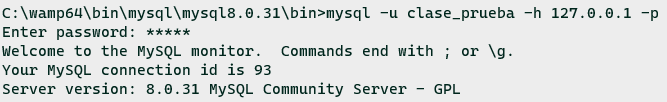 C:\wamp64\bin\mysql\mysql8.0.31\bin>mysql -u clase_prueba -h 127.0.0.1 -p
Enter password: *****
Welcome to the MySQL monitor.  Commands end with ; or \g.
Your MySQL connection id is 93
Server version: 8.0.31 MySQL Community Server - GPL